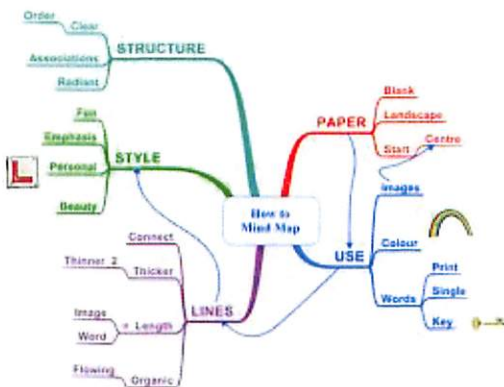 How to
Mind Map
PAPER
Blank
Landscape
Start
Centre
USE
Images
Colour
Words
Print
Single
Key
LINES
Connect
Thinner 2 Thicker
= Length
Image
Word
Organic
Flowing
STYLE
Fun
Emphasis
Personal
Beauty
L
STRUCTURE
Order
Clear
Associations
Radiant